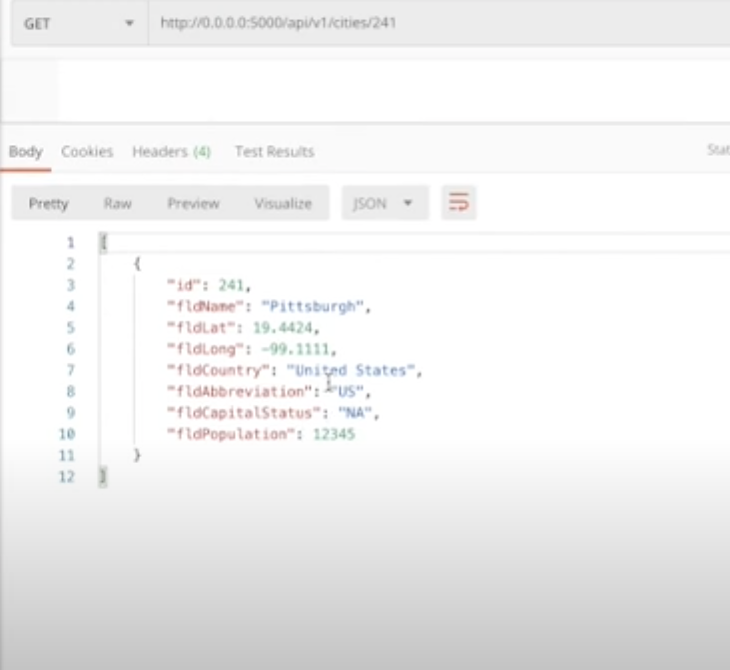 GET http://0.0.0.0:5000/api/v1/cities/241
Body Cookies Headers (4) Test Results Stat
Pretty Raw Preview Visualize JSON
1 [
2 {
3 "id": 241,
4 "fldName": "Pittsburgh",
5 "fldLat": 19.4424,
6 "fldLong": -99.1111,
7 "fldCountry": "United States",
8 "fldAbbreviation": "US",
9 "fldCapitalStatus": "NA",
10 "fldPopulation": 12345
11 }
12 ]